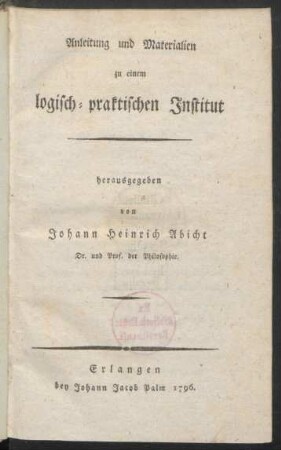 Anleitung und Materialien
zu einem
logisch-praktischen Institut
herausgegeben
von
Johann Heinrich Abicht
Dr. und Prof. der Philosophie.
Erlangen
bey Johann Jacob Palm 1796.